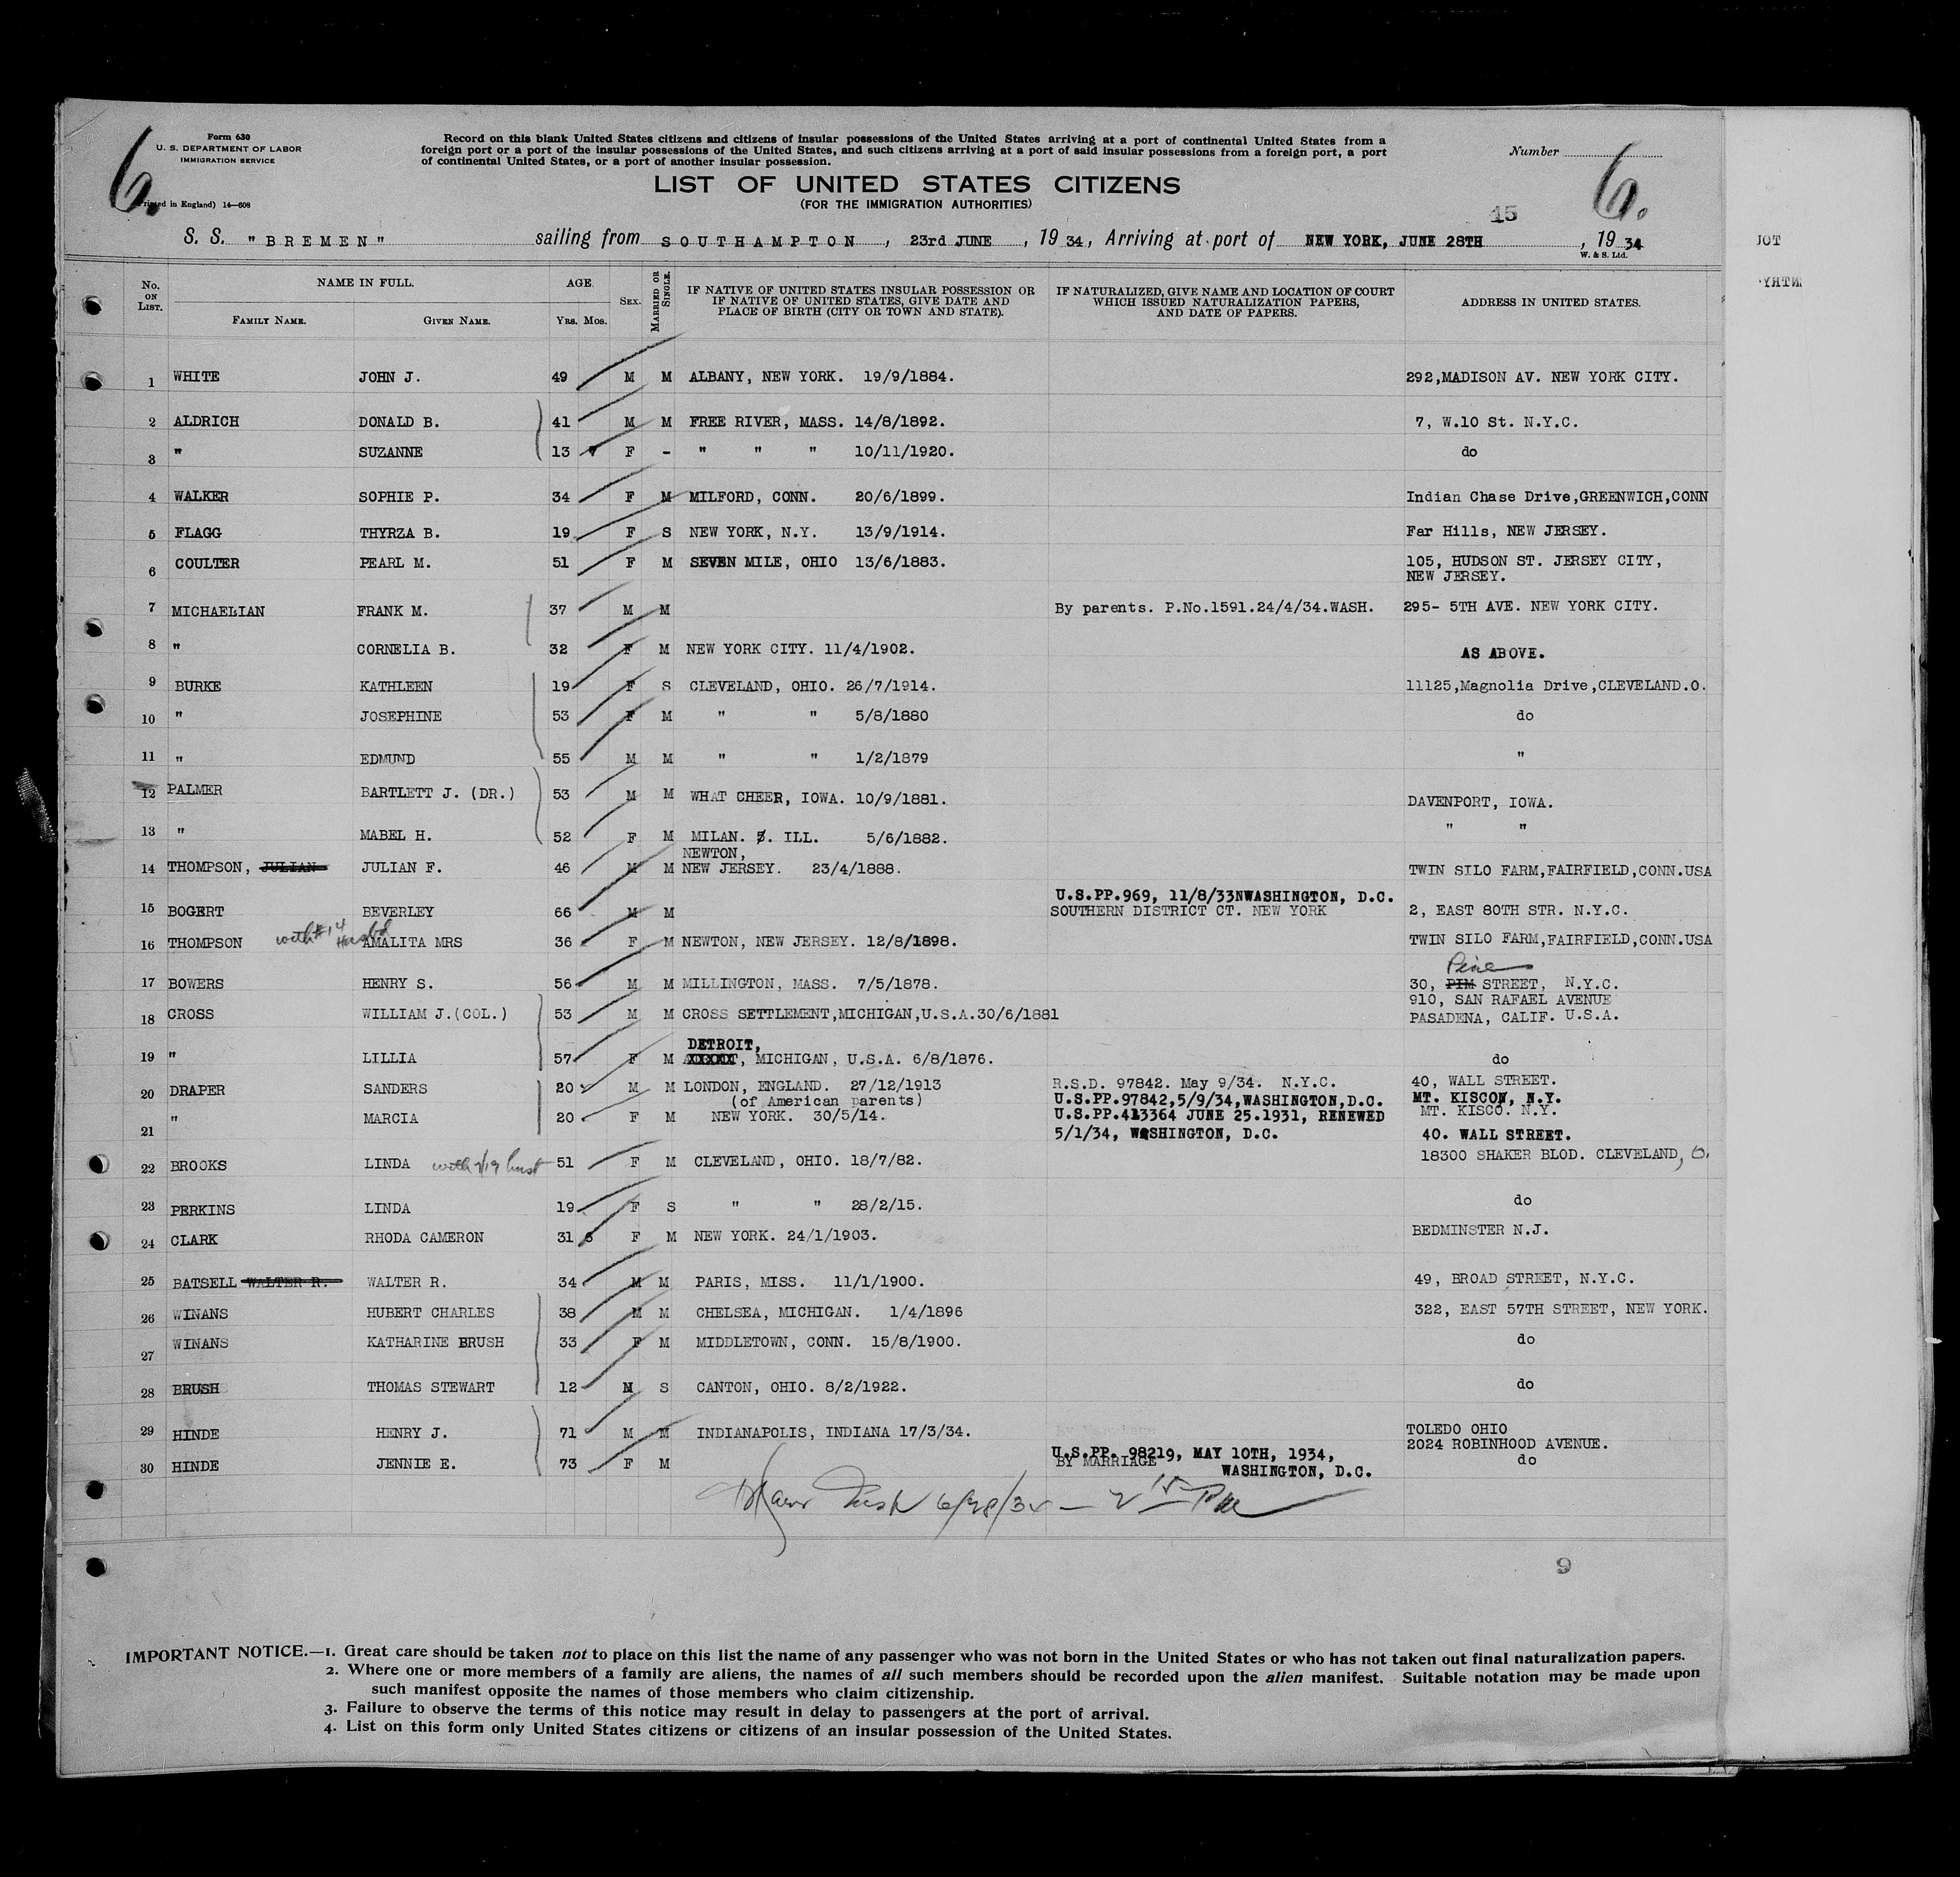 6.
Form 630
U. S. DEPARTMENT OF LABOR
IMMIGRATION SERVICE
(Printed in England) 14—608
Record on this blank United States citizens and citizens of insular possessions of the United States arriving at a port of continental United States from a
foreign port or a port of the insular possessions of the United States, and such citizens arriving at a port of said insular possessions from a foreign port, a port
of continental United States, or a port of another insular possession.
Number
6.
LIST OF UNITED STATES CITIZENS
(FOR THE IMMIGRATION AUTHORITIES)
15
S. S. "BREMEN" sailing from SOUTHAMPTON, 23rd JUNE, 19 34, Arriving at port of NEW YORK, JUNE 28TH, 19 34
W. & S. Ltd.
No. ON LIST. NAME IN FULL. FAMILY NAME. GIVEN NAME. AGE. Yrs. Mos. SEX. MARRIED OR SINGLE. IF NATIVE OF UNITED STATES INSULAR POSSESSION OR IF NATIVE OF UNITED STATES, GIVE DATE AND PLACE OF BIRTH (CITY OR TOWN AND STATE). IF NATURALIZED, GIVE NAME AND LOCATION OF COURT WHICH ISSUED NATURALIZATION PAPERS, AND DATE OF PAPERS. ADDRESS IN UNITED STATES.
1 WHITE JOHN J. 49 M M ALBANY, NEW YORK. 19/9/1884. 292,MADISON AV. NEW YORK CITY.
2 ALDRICH DONALD B. 41 M M FREE RIVER, MASS. 14/8/1892. 7, W.10 St. N.Y.C.
3 " SUZANNE 13 7 F - " " " 10/11/1920. do
4 WALKER SOPHIE P. 34 F M MILFORD, CONN. 20/6/1899. Indian Chase Drive,GREENWICH,CONN
5 FLAGG THYRZA B. 19 F S NEW YORK, N.Y. 13/9/1914. Far Hills, NEW JERSEY.
6 COULTER PEARL M. 51 F M SEVEN MILE, OHIO 13/6/1883. 105, HUDSON ST. JERSEY CITY,
NEW JERSEY.
7 MICHAELIAN FRANK M. 37 M M By parents. P.No.1591.24/4/34.WASH. 295- 5TH AVE. NEW YORK CITY.
8 " CORNELIA B. 32 F M NEW YORK CITY. 11/4/1902. AS ABOVE.
9 BURKE KATHLEEN 19 F S CLEVELAND, OHIO. 26/7/1914. 11125,Magnolia Drive,CLEVELAND.O.
10 " JOSEPHINE 53 F M " " 5/8/1880 do
11 " EDMUND 55 M M " " 1/2/1879 "
12 PALMER BARTLETT J. (DR.) 53 M M WHAT CHEER, IOWA. 10/9/1881. DAVENPORT, IOWA.
13 " MABEL H. 52 F M MILAN. ILL. 5/6/1882. " "
NEWTON,
14 THOMPSON, JULIAN JULIAN F. 46 M M NEW JERSEY. 23/4/1888. TWIN SILO FARM,FAIRFIELD,CONN.USA
U.S.PP.969, 11/8/33NWASHINGTON, D.C.
15 BOGERT BEVERLEY 66 M M SOUTHERN DISTRICT CT. NEW YORK 2, EAST 80TH STR. N.Y.C.
16 THOMPSON with #14 Husbd AMALITA MRS 36 F M NEWTON, NEW JERSEY. 12/8/1898. TWIN SILO FARM,FAIRFIELD,CONN.USA
Pine
17 BOWERS HENRY S. 56 M M MILLINGTON, MASS. 7/5/1878. 30, PIM STREET, N.Y.C.
18 CROSS WILLIAM J.(COL.) 53 M M CROSS SETTLEMENT,MICHIGAN,U.S.A.30/6/1881 910, SAN RAFAEL AVENUE
PASADENA, CALIF. U.S.A.
DETROIT,
19 " LILLIA 57 F M MICHIGAN, U.S.A. 6/8/1876. do
20 DRAPER SANDERS 20 M M LONDON, ENGLAND. 27/12/1913 R.S.D. 97842. May 9/34. N.Y.C. 40, WALL STREET.
(of American parents) U.S.PP.97842,5/9/34,WASHINGTON,D.C. MT. KISCON, N.Y.
21 " MARCIA 20 F M NEW YORK. 30/5/14. U.S.PP.413364 JUNE 25.1931, RENEWED MT. KISCO. N.Y.
5/1/34, WASHINGTON, D.C. 40. WALL STREET.
22 BROOKS LINDA 51 F M CLEVELAND, OHIO. 18/7/82. 18300 SHAKER BLOD. CLEVELAND, O.
23 PERKINS LINDA 19 F S " " 28/2/15. do
24 CLARK RHODA CAMERON 31 5 F M NEW YORK. 24/1/1903. BEDMINSTER N.J.
25 BATSELL WALTER R. WALTER R. 34 M M PARIS, MISS. 11/1/1900. 49, BROAD STREET, N.Y.C.
26 WINANS HUBERT CHARLES 38 M M CHELSEA, MICHIGAN. 1/4/1896 322, EAST 57TH STREET, NEW YORK.
27 WINANS KATHARINE BRUSH 33 F M MIDDLETOWN, CONN. 15/8/1900. do
28 BRUSH THOMAS STEWART 12 M S CANTON, OHIO. 8/2/1922. do
29 HINDE HENRY J. 71 M M INDIANAPOLIS, INDIANA 17/3/34. TOLEDO OHIO
2024 ROBINHOOD AVENUE.
U.S.PP. 98219, MAY 10TH, 1934,
30 HINDE JENNIE E. 73 F M BY MARRIAGE WASHINGTON, D.C. do
6/28/34 — 2 15 PM
9
IMPORTANT NOTICE.—1. Great care should be taken not to place on this list the name of any passenger who was not born in the United States or who has not taken out final naturalization papers.
2. Where one or more members of a family are aliens, the names of all such members should be recorded upon the alien manifest. Suitable notation may be made upon
such manifest opposite the names of those members who claim citizenship.
3. Failure to observe the terms of this notice may result in delay to passengers at the port of arrival.
4. List on this form only United States citizens or citizens of an insular possession of the United States.